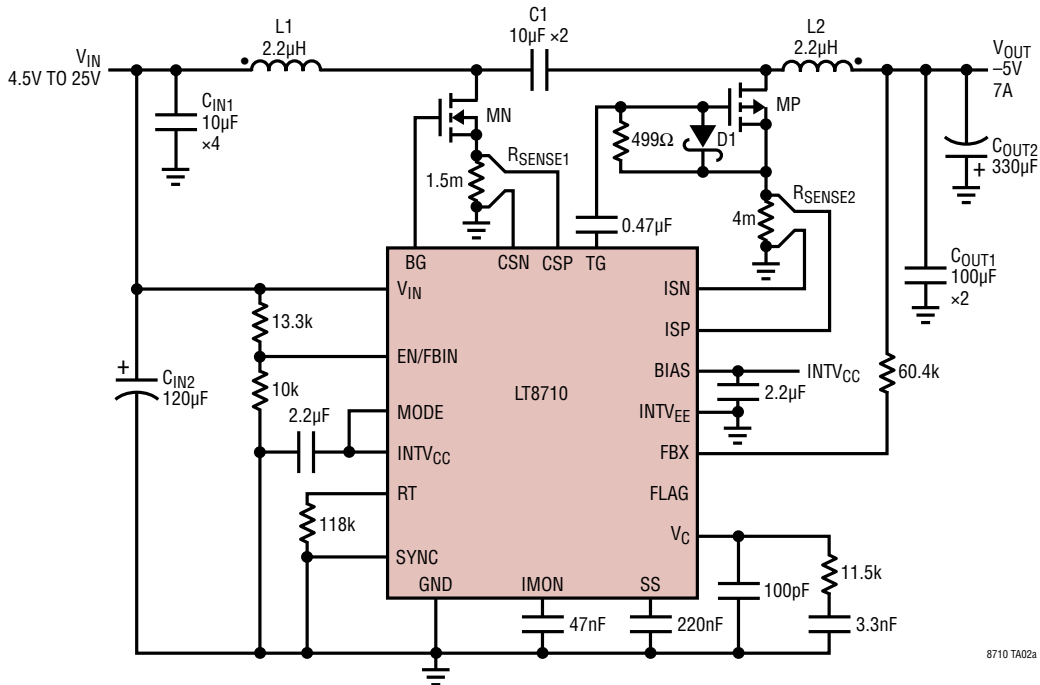 V_IN
4.5V TO 25V
L1
2.2µH
C1
10µF ×2
L2
2.2µH
V_OUT
–5V
7A
C_IN1
10µF
×4
MN
R_SENSE1
1.5m
499Ω
D1
MP
R_SENSE2
4m
0.47µF
C_OUT2
+ 330µF
C_OUT1
100µF
×2
BG
CSN
CSP
TG
V_IN
ISN
13.3k
ISP
EN/FBIN
BIAS
INTV_CC
60.4k
+
C_IN2
120µF
10k
LT8710
2.2µF
2.2µF
MODE
INTV_EE
INTV_CC
FBX
RT
FLAG
118k
V_C
SYNC
11.5k
GND
IMON
SS
100pF
47nF
220nF
3.3nF
8710 TA02a